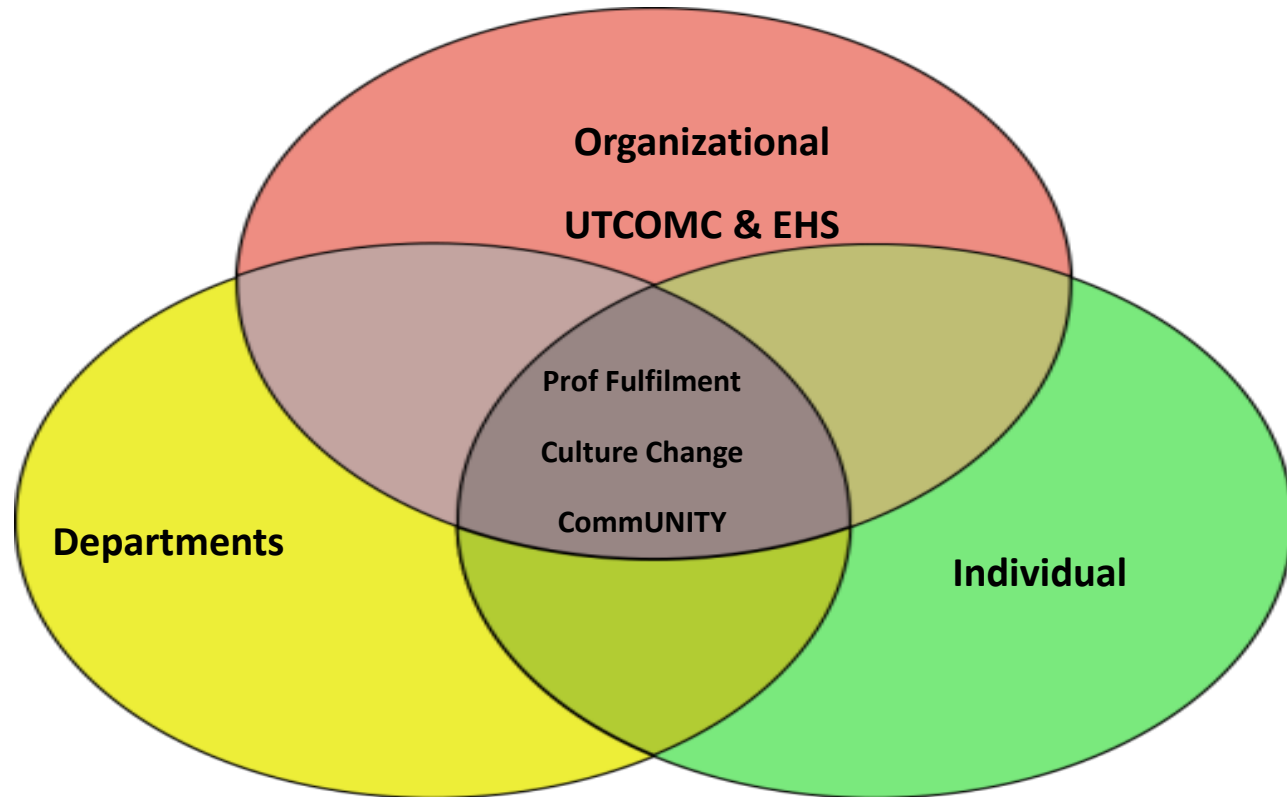 Organizational
UTCOMC & EHS
Prof Fulfilment
Culture Change
CommUNITY
Departments
Individual